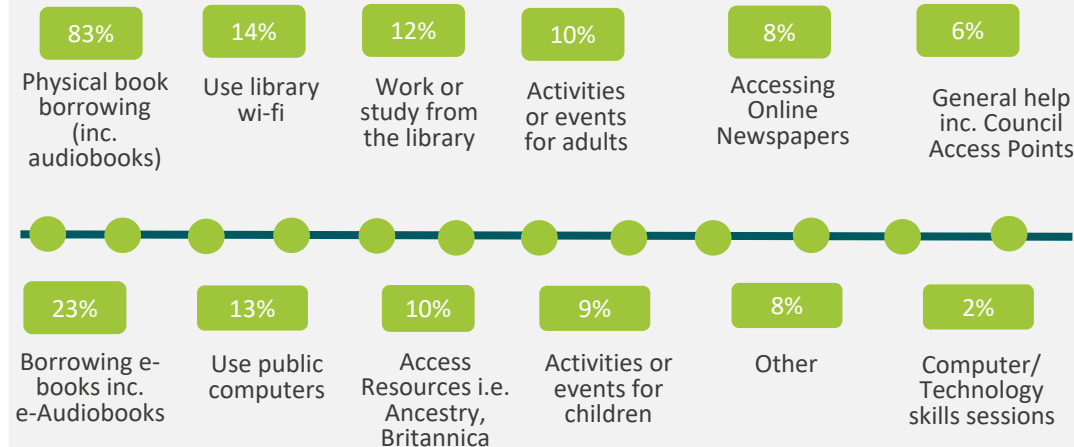 83%
Physical book
borrowing
(inc.
audiobooks)
14%
Use library
wi-fi
12%
Work or
study from
the library
10%
Activities
or events
for adults
8%
Accessing
Online
Newspapers
6%
General help
inc. Council
Access Points
23%
Borrowing e-
books inc.
e-Audiobooks
13%
Use public
computers
10%
Access
Resources i.e.
Ancestry,
Britannica
9%
Activities or
events for
children
8%
Other
2%
Computer/
Technology
skills sessions